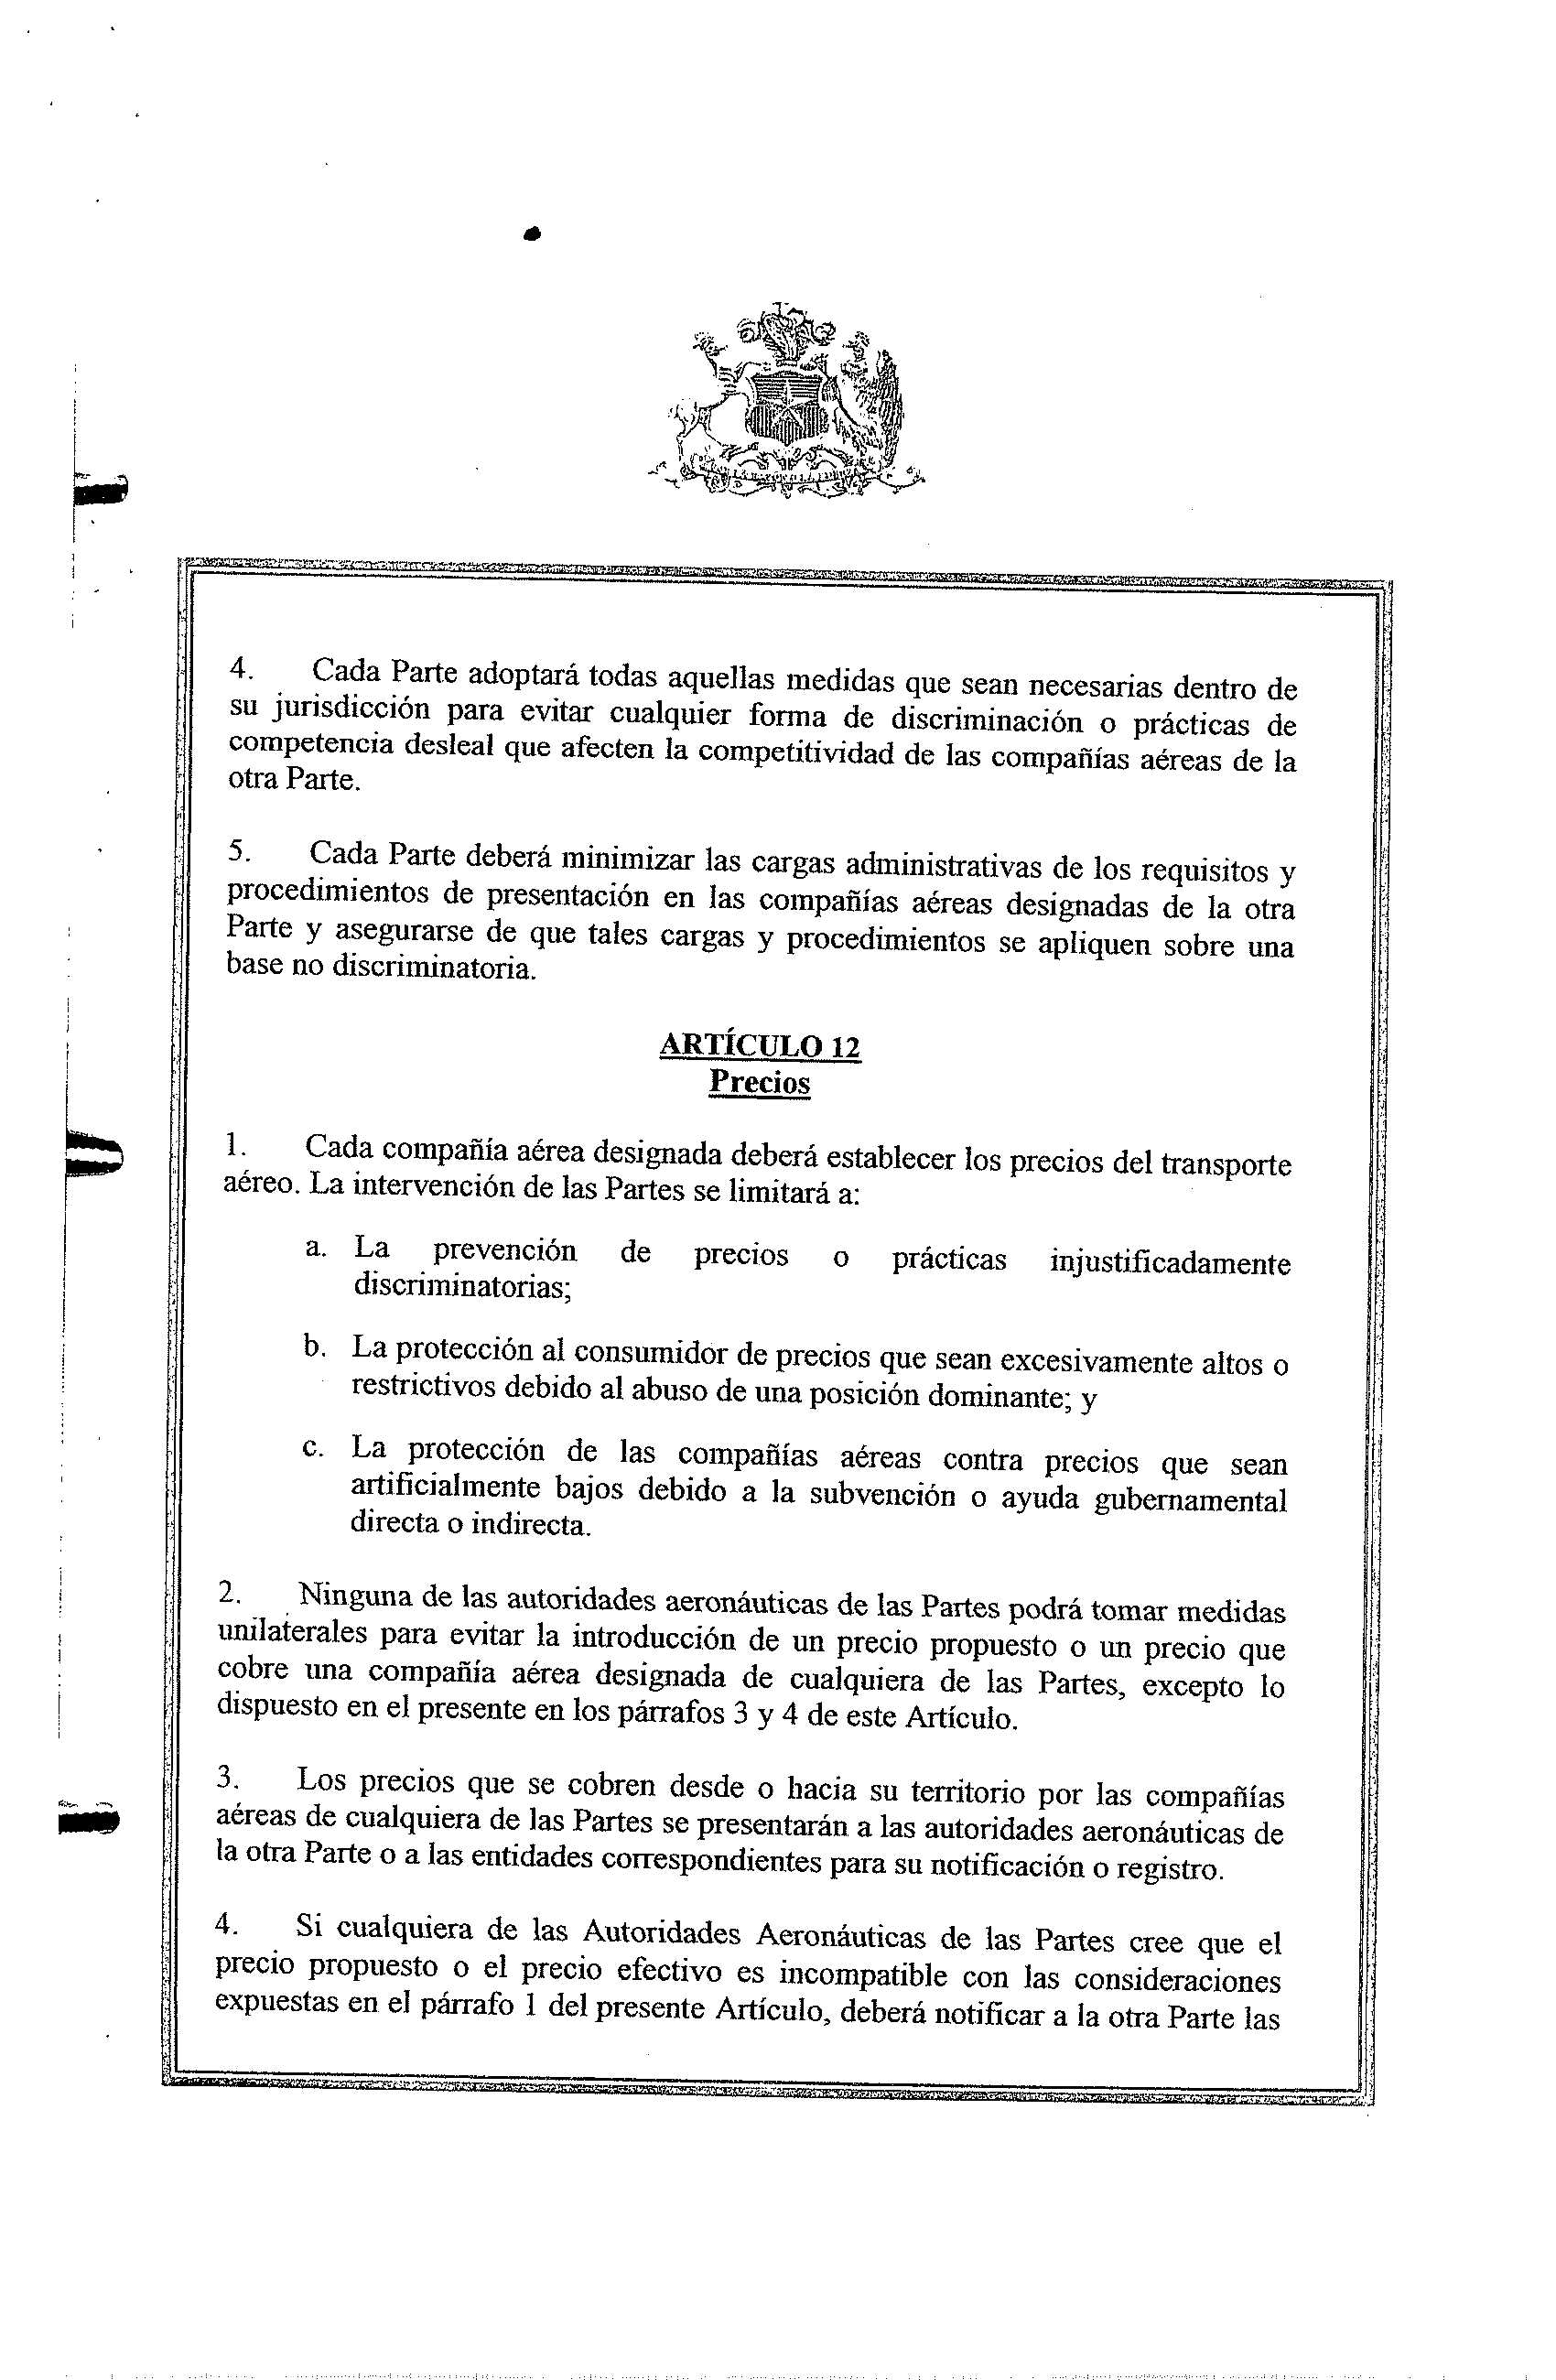 4. Cada Parte adoptará todas aquellas medidas que sean necesarias dentro de
su jurisdicción para evitar cualquier forma de discriminación o prácticas de
competencia desleal que afecten la competitividad de las compañías aéreas de la
otra Parte.
5. Cada Parte deberá minimizar las cargas administrativas de los requisitos y
procedimientos de presentación en las compañías aéreas designadas de la otra
Parte y asegurarse de que tales cargas y procedimientos se apliquen sobre una
base no discriminatoria.
ARTÍCULO 12
Precios
1. Cada compañía aérea designada deberá establecer los precios del transporte
aéreo. La intervención de las Partes se limitará a:
a. La prevención de precios o prácticas injustificadamente
discriminatorias;
b. La protección al consumidor de precios que sean excesivamente altos o
restrictivos debido al abuso de una posición dominante; y
c. La protección de las compañías aéreas contra precios que sean
artificialmente bajos debido a la subvención o ayuda gubernamental
directa o indirecta.
2. Ninguna de las autoridades aeronáuticas de las Partes podrá tomar medidas
unilaterales para evitar la introducción de un precio propuesto o un precio que
cobre una compañía aérea designada de cualquiera de las Partes, excepto lo
dispuesto en el presente en los párrafos 3 y 4 de este Artículo.
3. Los precios que se cobren desde o hacia su territorio por las compañías
aéreas de cualquiera de las Partes se presentarán a las autoridades aeronáuticas de
la otra Parte o a las entidades correspondientes para su notificación o registro.
4. Si cualquiera de las Autoridades Aeronáuticas de las Partes cree que el
precio propuesto o el precio efectivo es incompatible con las consideraciones
expuestas en el párrafo 1 del presente Artículo, deberá notificar a la otra Parte las